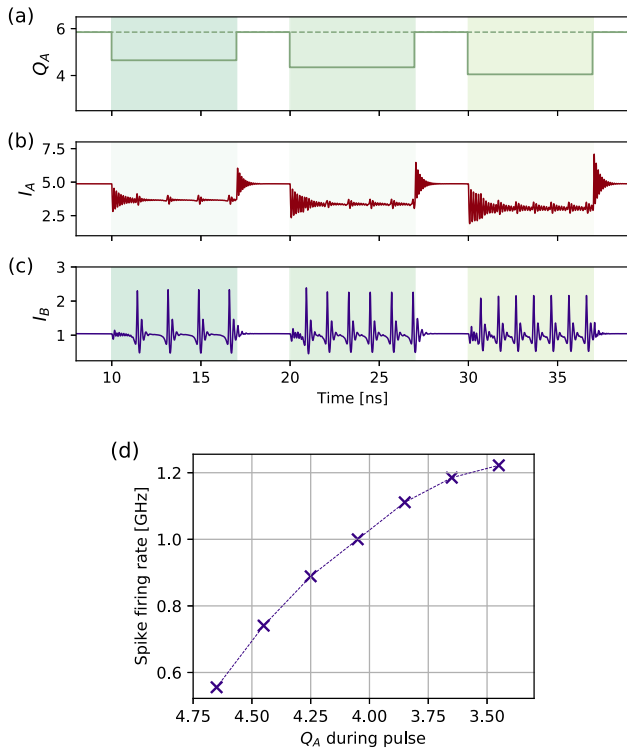 (a)
6
4
Q_A
(b)
7.5
5.0
2.5
I_A
(c)
3
2
1
I_B
10 15 20 25 30 35
Time [ns]
(d)
1.2
1.0
0.8
0.6
Spike firing rate [GHz]
4.75 4.50 4.25 4.00 3.75 3.50
Q_A during pulse